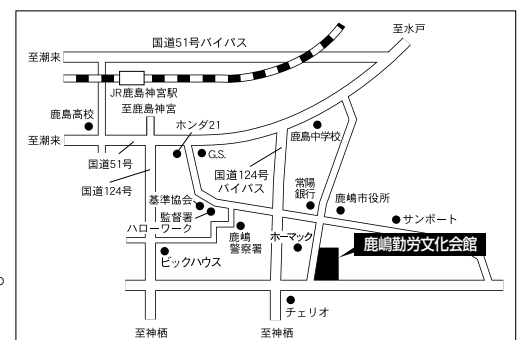 至水戸
国道51号バイパス
至潮来
JR鹿島神宮駅
至鹿島神宮
鹿島高校
ホンダ21
鹿島中学校
至潮来
G.S.
国道51号
国道124号
国道124号
バイパス
常陽
銀行
鹿嶋市役所
基準協会
監督署
ハローワーク
サンポート
鹿嶋
警察署
ホーマック
鹿嶋勤労文化会館
ビックハウス
チェリオ
至神栖
至神栖